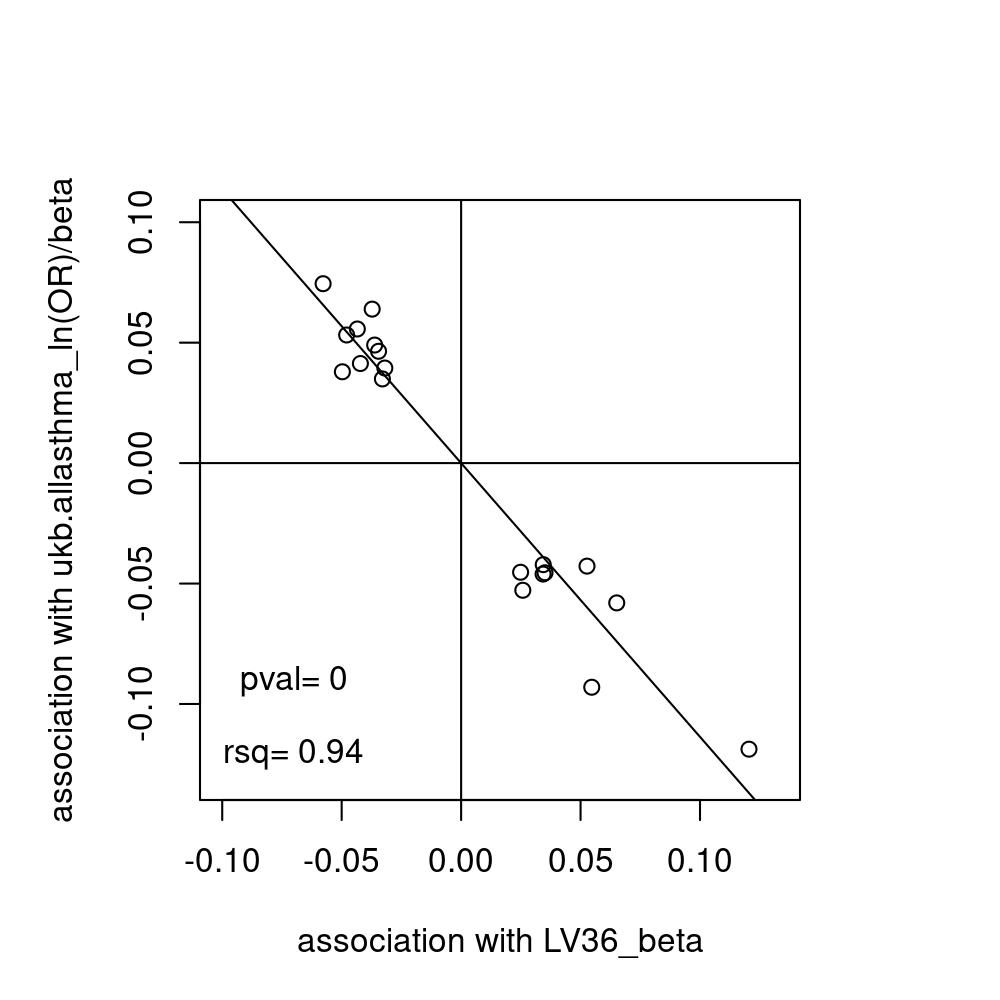 association with ukb.allasthma_ln(OR)/beta
0.10
0.05
0.00
-0.05
-0.10
pval= 0
rsq= 0.94
-0.10 -0.05 0.00 0.05 0.10
association with LV36_beta